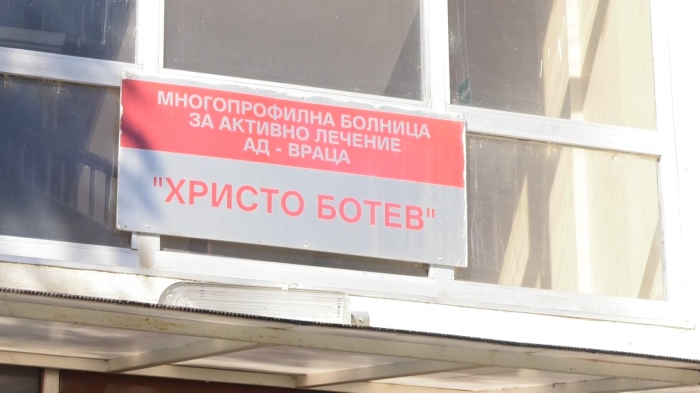 МНОГОПРОФИЛНА БОЛНИЦА
ЗА АКТИВНО ЛЕЧЕНИЕ
АД - ВРАЦА
"ХРИСТО БОТЕВ"